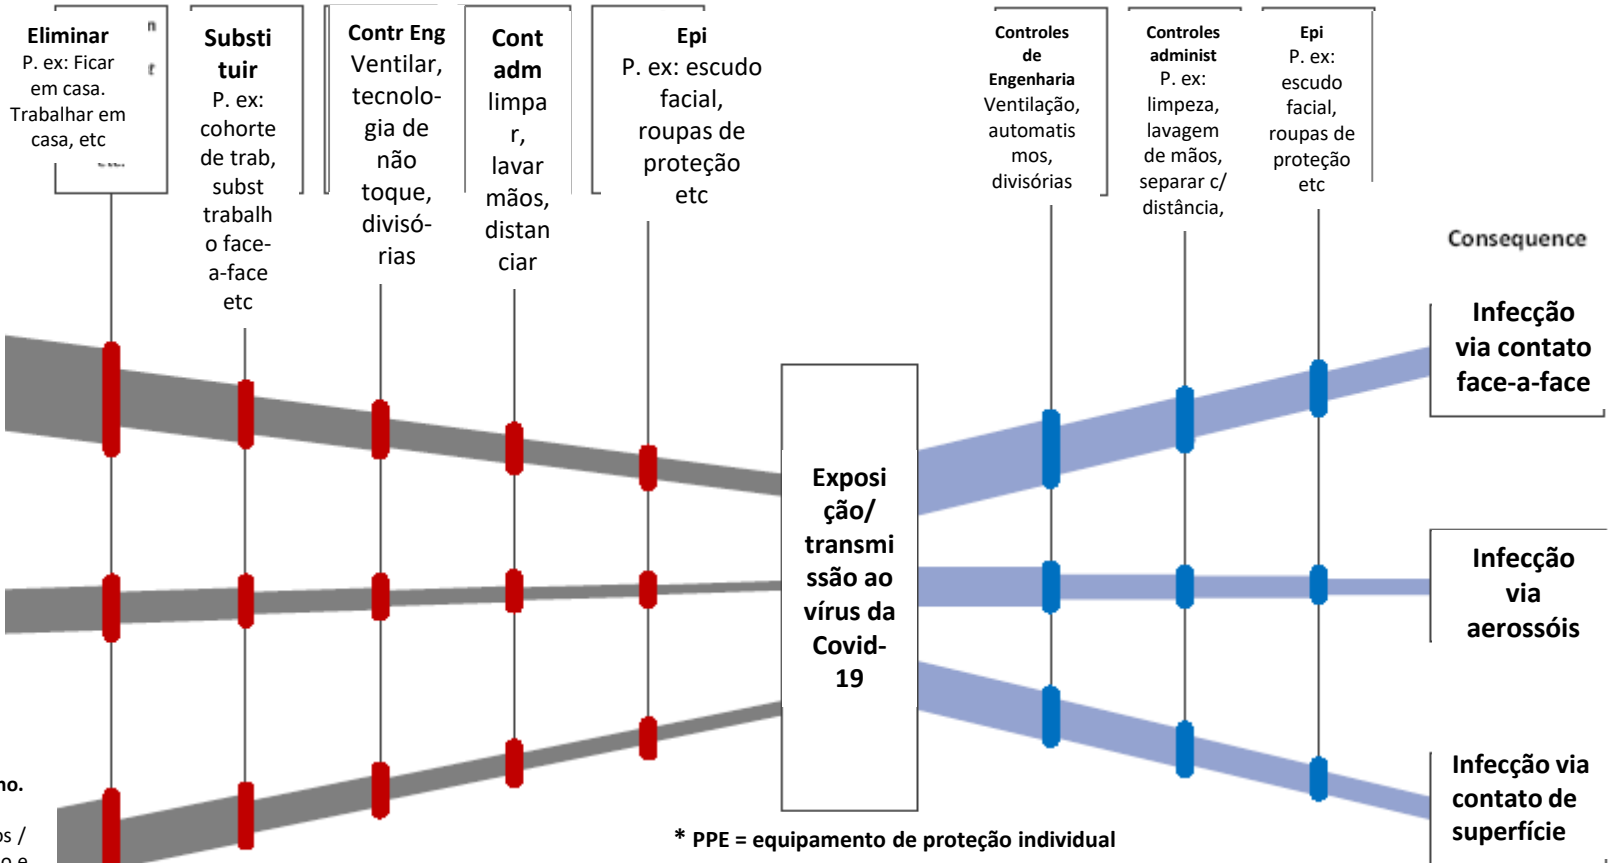 Eliminar
P. ex: Ficar
em casa.
Trabalhar em
casa, etc
n
t
etc.
Substi
tuir
P. ex:
cohorte
de trab,
subst
trabalh
o face-
a-face
etc
Contr Eng
Ventilar,
tecnolo-
gia de
não
toque,
divisó-
rias
Cont
adm
limpa
r,
lavar
mãos,
distan
ciar
Epi
P. ex: escudo
facial,
roupas de
proteção
etc
Controles
de
Engenharia
Ventilação,
automatis
mos,
divisórias
Controles
administ
P. ex:
limpeza,
lavagem
de mãos,
separar c/
distância,
Epi
P. ex:
escudo
facial,
roupas de
proteção
etc
Consequence
Infecção
via contato
face-a-face
Exposi
ção/
transmi
ssão ao
vírus da
Covid-
19
Infecção
via
aerossóis
Infecção via
contato de
superfície
no.
os /
o e
* PPE = equipamento de proteção individual